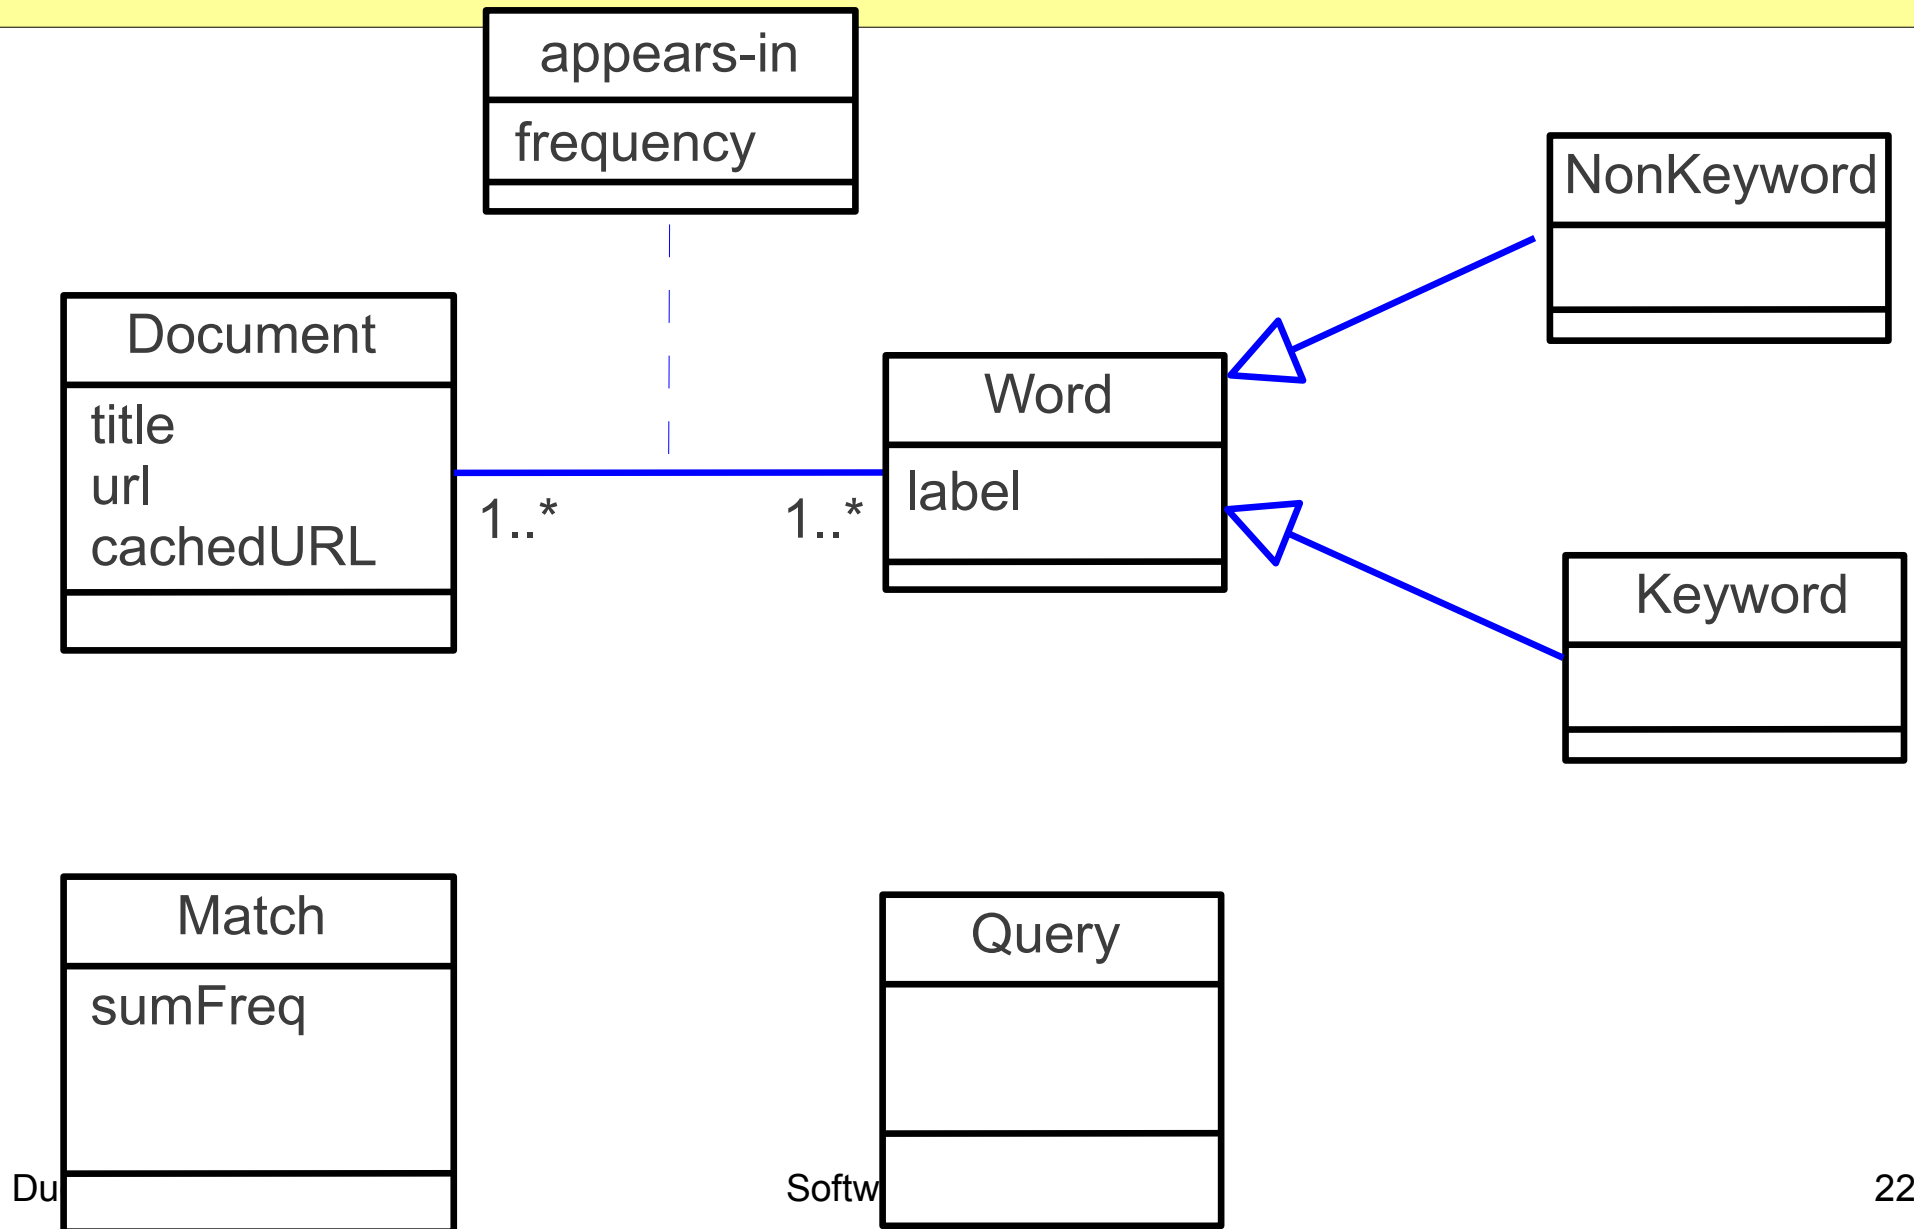 appears-in
frequency
NonKeyword
Document
title
url
cachedURL
Word
label
1..*
1..*
Keyword
Match
sumFreq
Query
Du
Softw
22